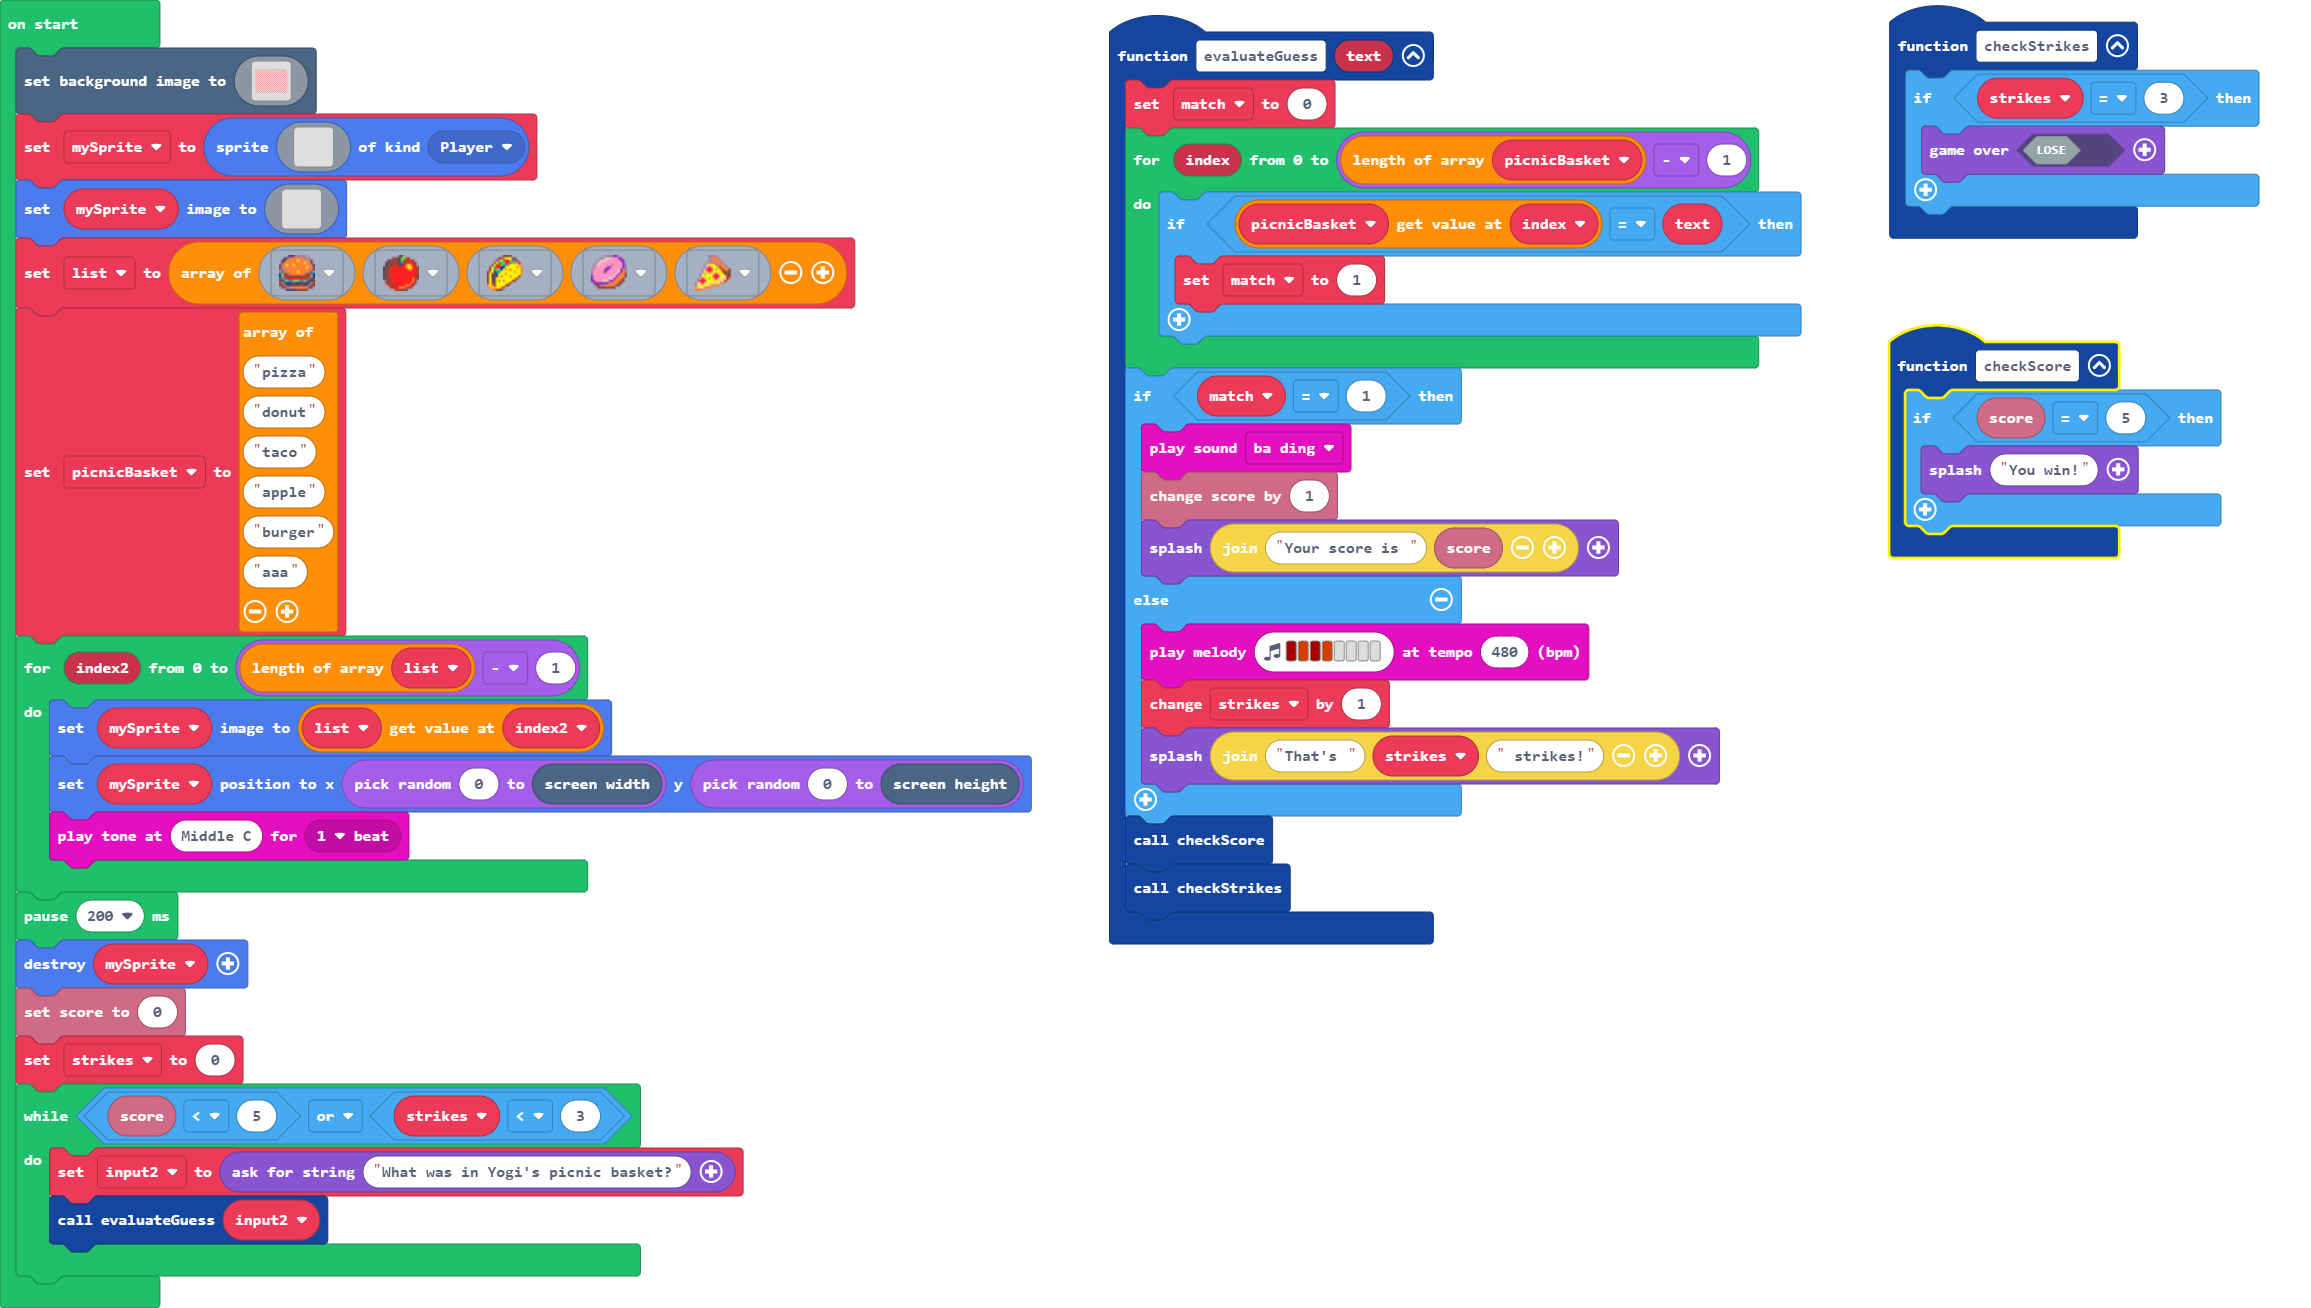 on start
set background image to
set mySprite to sprite of kind Player
set mySprite image to
set list to array of
set picnicBasket to array of
"pizza"
"donut"
"taco"
"apple"
"burger"
"aaa"
for index2 from 0 to length of array list - 1
do
set mySprite image to list get value at index2
set mySprite position to x pick random 0 to screen width y pick random 0 to screen height
play tone at Middle C for 1 beat
pause 200 ms
destroy mySprite
set score to 0
set strikes to 0
while score < 5 or strikes < 3
do
set input2 to ask for string "What was in Yogi's picnic basket?"
call evaluateGuess input2
function evaluateGuess text
set match to 0
for index from 0 to length of array picnicBasket - 1
do
if picnicBasket get value at index = text then
set match to 1
if match = 1 then
play sound ba ding
change score by 1
splash join "Your score is " score
else
play melody at tempo 480 (bpm)
change strikes by 1
splash join "That's " strikes " strikes!"
call checkScore
call checkStrikes
function checkStrikes
if strikes = 3 then
game over LOSE
function checkScore
if score = 5 then
splash "You win!"